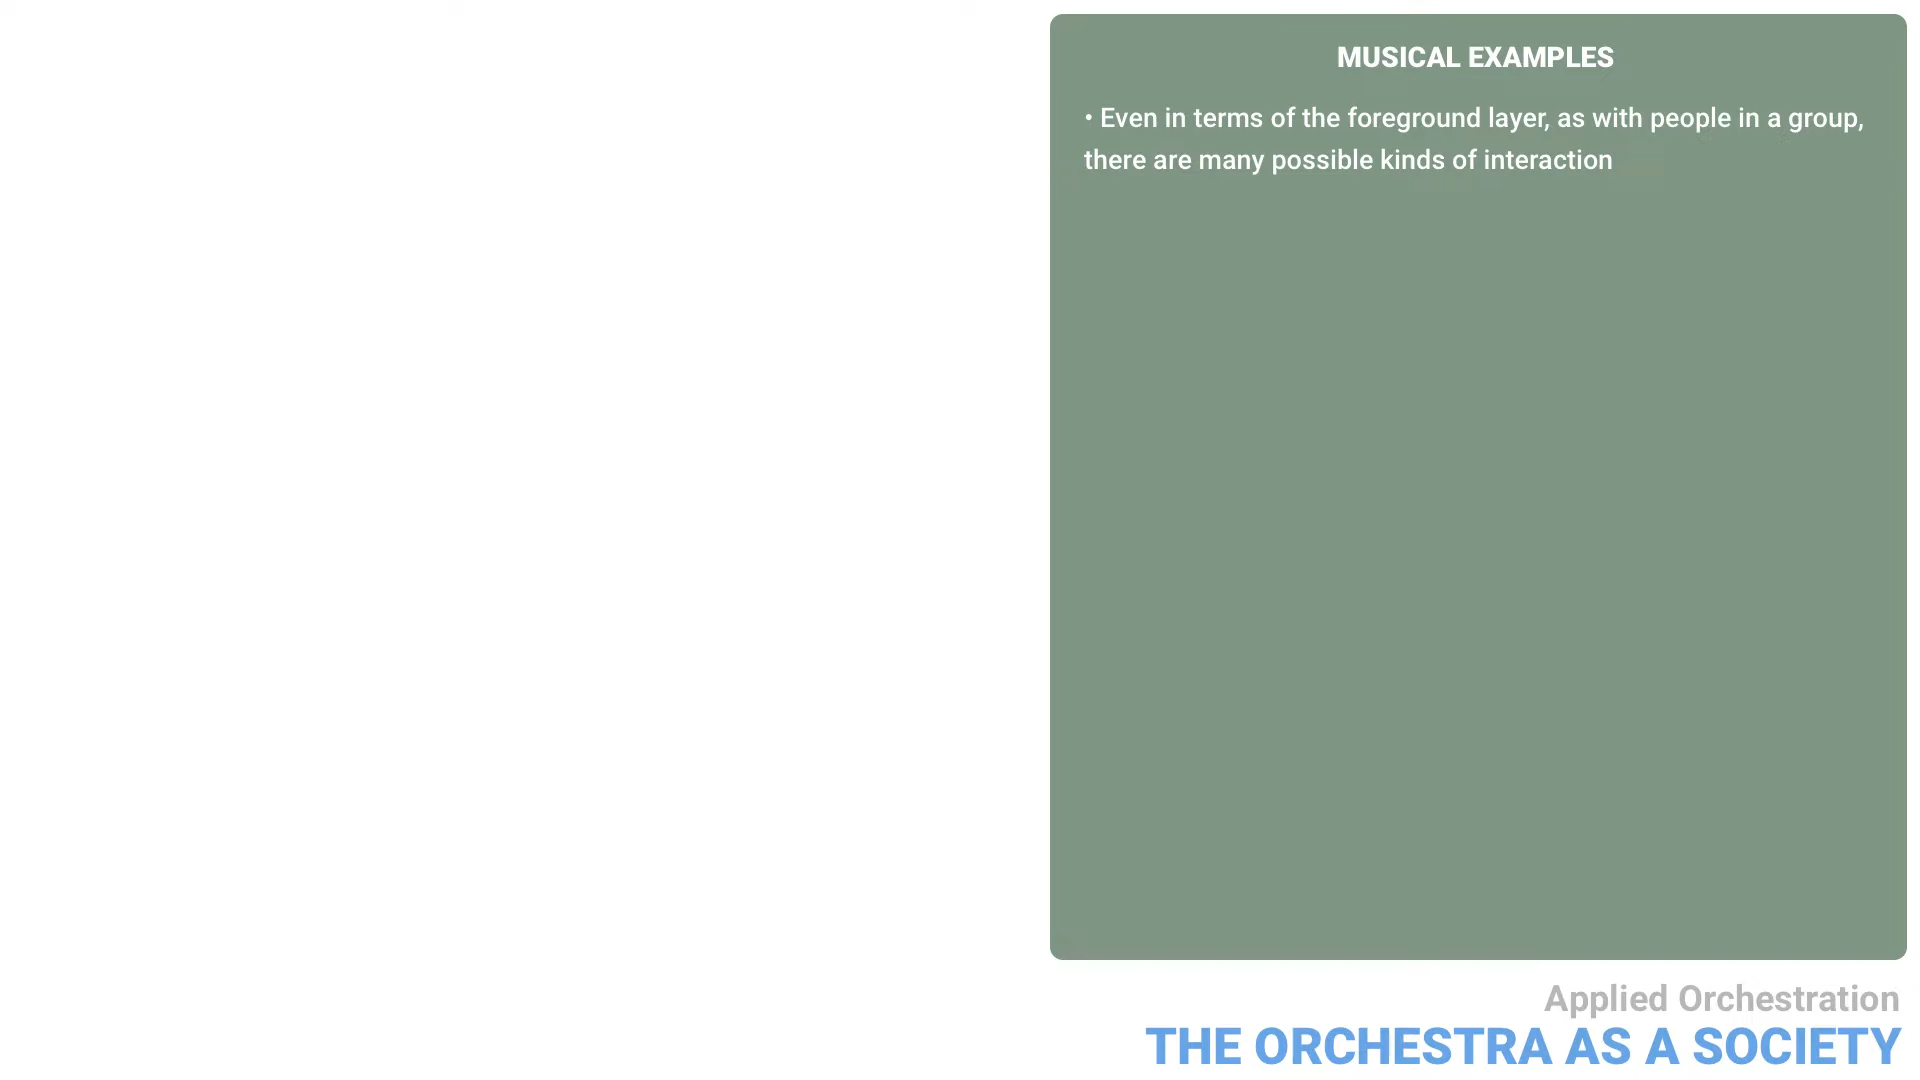 MUSICAL EXAMPLES
• Even in terms of the foreground layer, as with people in a group,
there are many possible kinds of interaction
Applied Orchestration
THE ORCHESTRA AS A SOCIETY